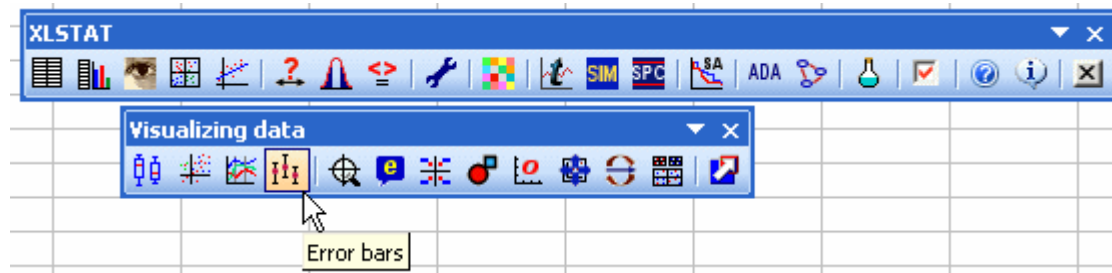 XLSTAT
SIM SPC SA ADA
Visualizing data
Error bars